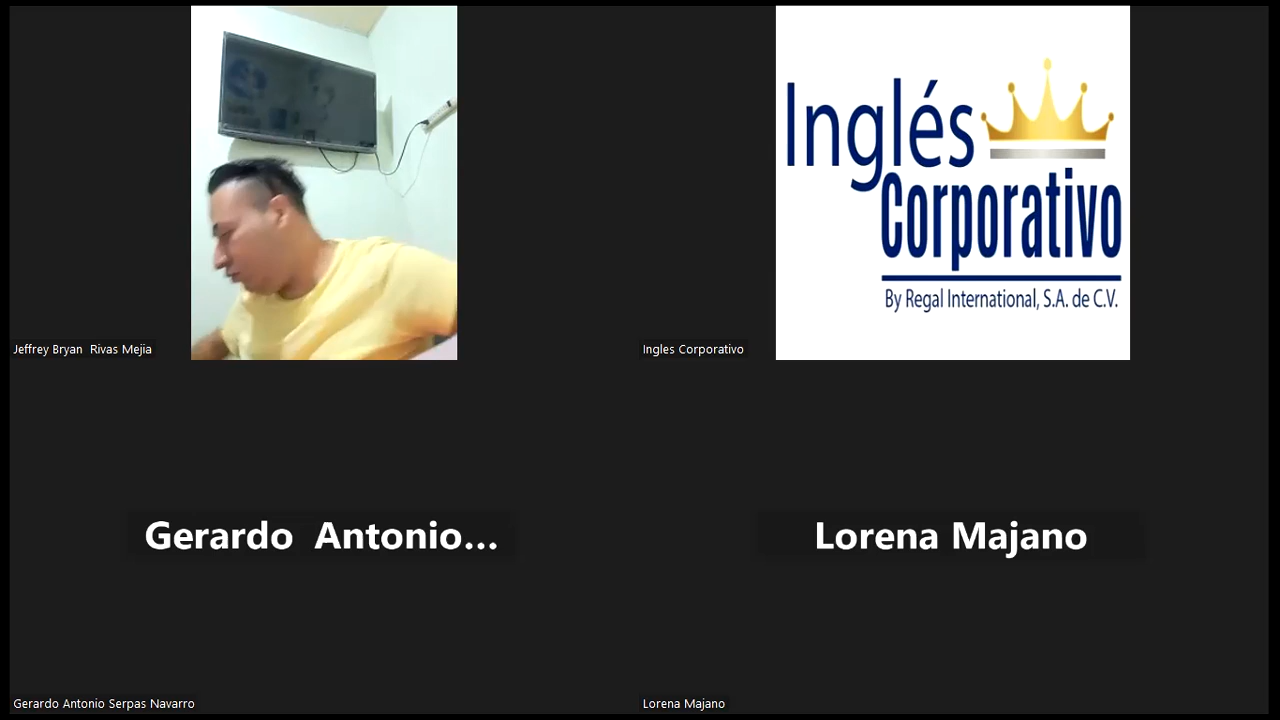 Inglés
Corporativo
By Regal International, S.A. de C.V.
Jeffrey Bryan Rivas Mejia
Ingles Corporativo
Gerardo Antonio...
Lorena Majano
Gerardo Antonio Serpas Navarro
Lorena Majano